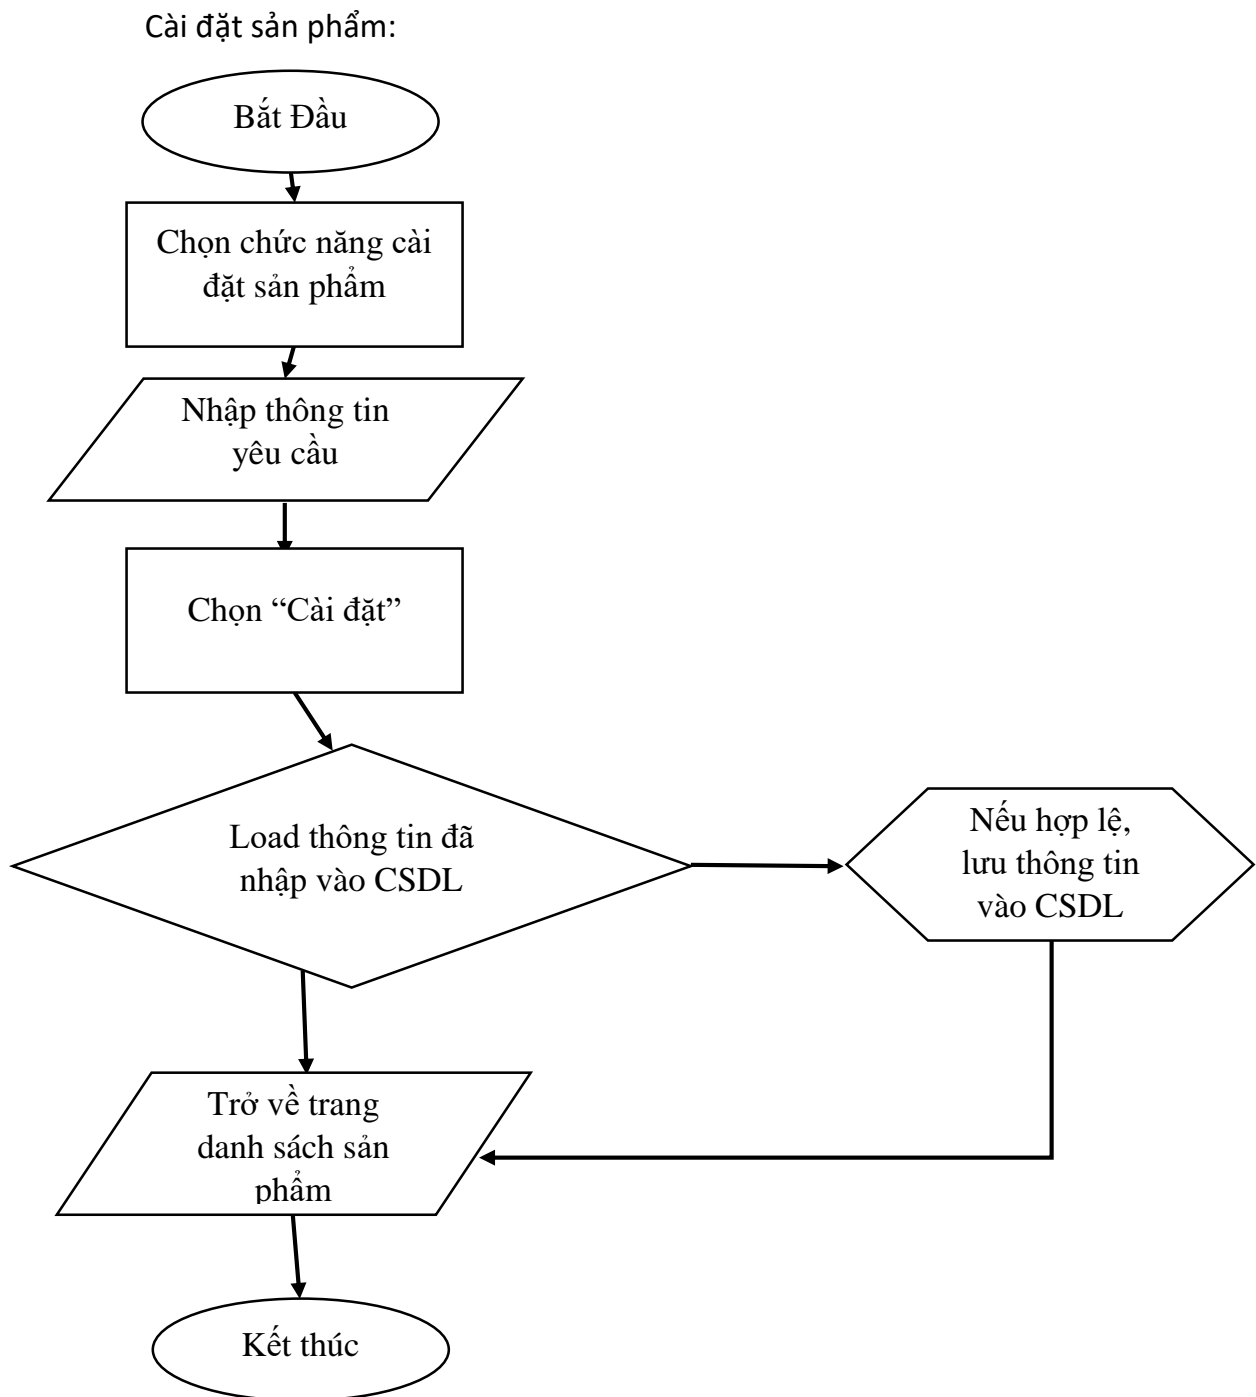 Cài đặt sản phẩm:
Bắt Đầu
Chọn chức năng cài
đặt sản phẩm
Nhập thông tin
yêu cầu
Chọn “Cài đặt”
Load thông tin đã
nhập vào CSDL
Nếu hợp lệ,
lưu thông tin
vào CSDL
Trở về trang
danh sách sản
phẩm
Kết thúc